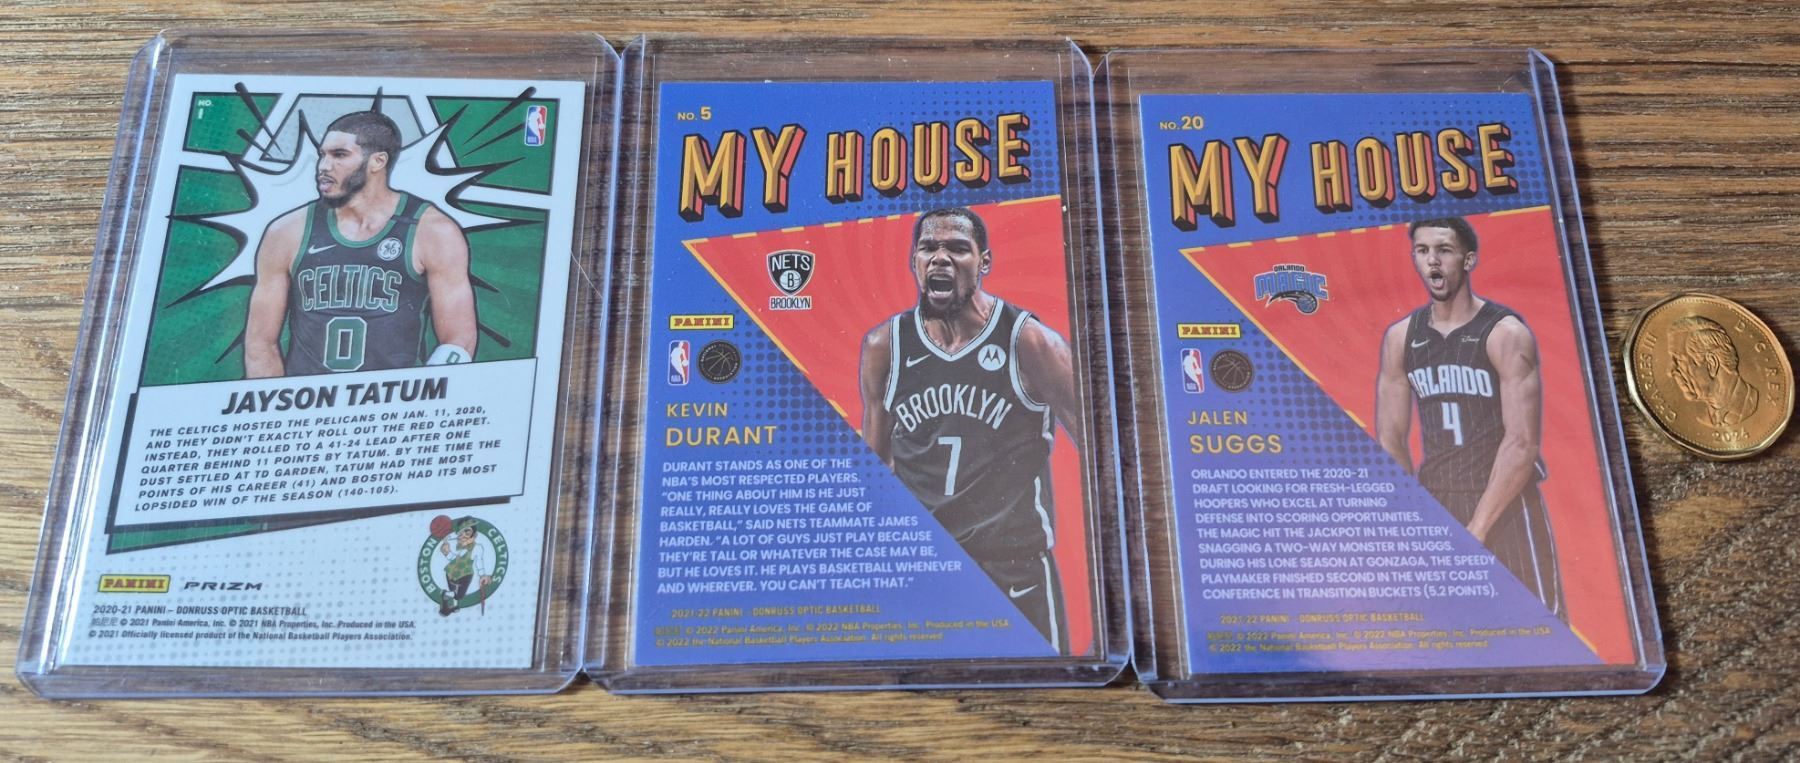 NO.
1
NBA
GE
CELTICS
0
JAYSON TATUM
THE CELTICS HOSTED THE PELICANS ON JAN. 11, 2020,
AND THEY DIDN'T EXACTLY ROLL OUT THE RED CARPET.
INSTEAD, THEY ROLLED TO A 41-24 LEAD AFTER ONE
QUARTER BEHIND 11 POINTS BY TATUM. BY THE TIME THE
DUST SETTLED AT TD GARDEN, TATUM HAD THE MOST
POINTS OF HIS CAREER (41) AND BOSTON HAD ITS MOST
LOPSIDED WIN OF THE SEASON (140-105).
BOSTON CELTICS
PANINI PRIZM
2020-21 PANINI – DONRUSS OPTIC BASKETBALL
帕尼尼 © 2021 Panini America, Inc. © 2021 NBA Properties, Inc. Produced in the USA.
© 2021 Officially licensed product of the National Basketball Players Association.
NO. 5
MY HOUSE
NETS
B
BROOKLYN
PANINI
NBA
BROOKLYN
7
KEVIN
DURANT
DURANT STANDS AS ONE OF THE
NBA'S MOST RESPECTED PLAYERS.
"ONE THING ABOUT HIM IS HE JUST
REALLY, REALLY LOVES THE GAME OF
BASKETBALL," SAID NETS TEAMMATE JAMES
HARDEN. "A LOT OF GUYS JUST PLAY BECAUSE
THEY'RE TALL OR WHATEVER THE CASE MAY BE,
BUT HE LOVES IT. HE PLAYS BASKETBALL WHENEVER
AND WHEREVER. YOU CAN'T TEACH THAT."
2021-22 PANINI - DONRUSS OPTIC BASKETBALL
© 2022 Panini America, Inc. © 2022 NBA Properties, Inc. Produced in the USA.
© 2022 the National Basketball Players Association. All rights reserved.
NO. 20
MY HOUSE
ORLANDO
MAGIC
PANINI
NBA
Disney
ORLANDO
4
JALEN
SUGGS
ORLANDO ENTERED THE 2020-21
DRAFT LOOKING FOR FRESH-LEGGED
HOOPERS WHO EXCEL AT TURNING
DEFENSE INTO SCORING OPPORTUNITIES.
THE MAGIC HIT THE JACKPOT IN THE LOTTERY,
SNAGGING A TWO-WAY MONSTER IN SUGGS.
DURING HIS LONE SEASON AT GONZAGA, THE SPEEDY
PLAYMAKER FINISHED SECOND IN THE WEST COAST
CONFERENCE IN TRANSITION BUCKETS (5.2 POINTS).
2021-22 PANINI - DONRUSS OPTIC BASKETBALL
© 2022 Panini America, Inc. © 2022 NBA Properties, Inc. Produced in the USA.
© 2022 the National Basketball Players Association. All rights reserved.
CHARLES III D·G·REX
2024